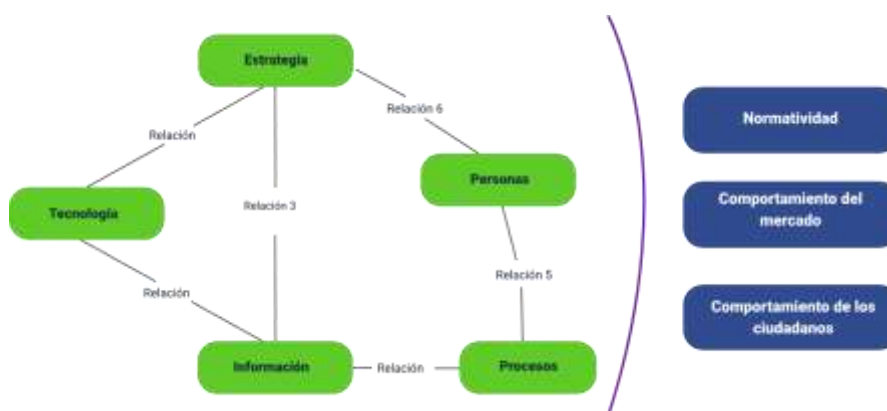 Estrategia
Relación 6
Relación
Normatividad
Personas
Tecnología
Relación 3
Comportamiento del
mercado
Relación 5
Relación
Comportamiento de los
ciudadanos
Información
Relación
Procesos